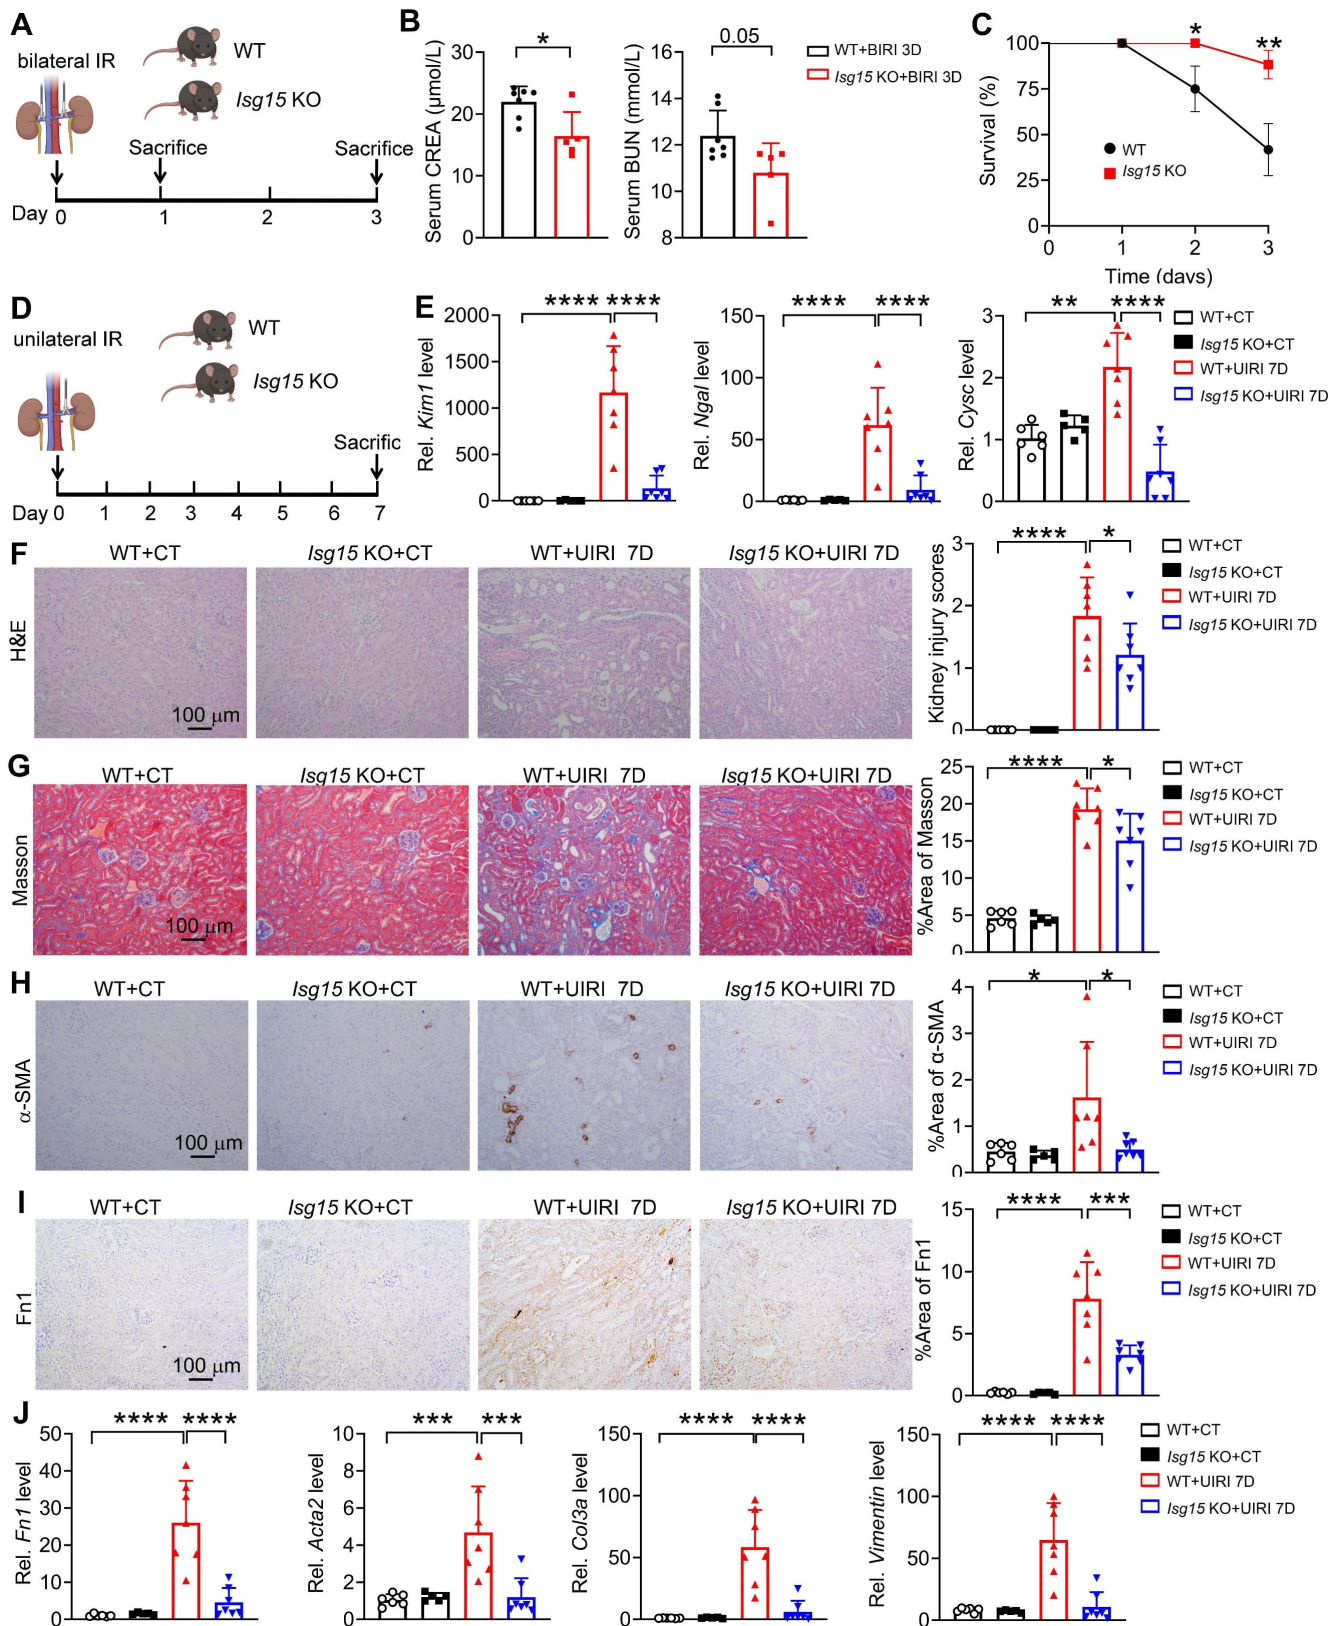 A
bilateral IR
WT
Isg15 KO
Sacrifice
Sacrifice
Day 0 1 2 3
B
*
Serum CREA (μmol/L)
30
20
10
0
0.05
Serum BUN (mmol/L)
16
14
12
10
8
WT+BIRI 3D
Isg15 KO+BIRI 3D
C
* **
Survival (%)
100
75
50
25
0
WT
Isg15 KO
0 1 2 3
Time (days)
D
unilateral IR
WT
Isg15 KO
Sacrific
Day 0 1 2 3 4 5 6 7
E
**** ****
Rel. Kim1 level
2000
1500
1000
500
0
**** ****
Rel. Ngal level
150
100
50
0
** ****
Rel. Cysc level
3
2
1
0
WT+CT
Isg15 KO+CT
WT+UIRI 7D
Isg15 KO+UIRI 7D
F
WT+CT
Isg15 KO+CT
WT+UIRI 7D
Isg15 KO+UIRI 7D
H&E
100 μm
**** *
Kidney injury scores
3
2
1
0
WT+CT
Isg15 KO+CT
WT+UIRI 7D
Isg15 KO+UIRI 7D
G
WT+CT
Isg15 KO+CT
WT+UIRI 7D
Isg15 KO+UIRI 7D
Masson
100 μm
**** *
%Area of Masson
25
20
15
10
5
0
WT+CT
Isg15 KO+CT
WT+UIRI 7D
Isg15 KO+UIRI 7D
H
WT+CT
Isg15 KO+CT
WT+UIRI 7D
Isg15 KO+UIRI 7D
α-SMA
100 μm
* *
%Area of α-SMA
4
3
2
1
0
WT+CT
Isg15 KO+CT
WT+UIRI 7D
Isg15 KO+UIRI 7D
I
WT+CT
Isg15 KO+CT
WT+UIRI 7D
Isg15 KO+UIRI 7D
Fn1
100 μm
**** ***
%Area of Fn1
15
10
5
0
WT+CT
Isg15 KO+CT
WT+UIRI 7D
Isg15 KO+UIRI 7D
J
**** ****
Rel. Fn1 level
50
40
30
20
10
0
*** ***
Rel. Acta2 level
10
8
6
4
2
0
**** ****
Rel. Col3a level
150
100
50
0
**** ****
Rel. Vimentin level
150
100
50
0
WT+CT
Isg15 KO+CT
WT+UIRI 7D
Isg15 KO+UIRI 7D